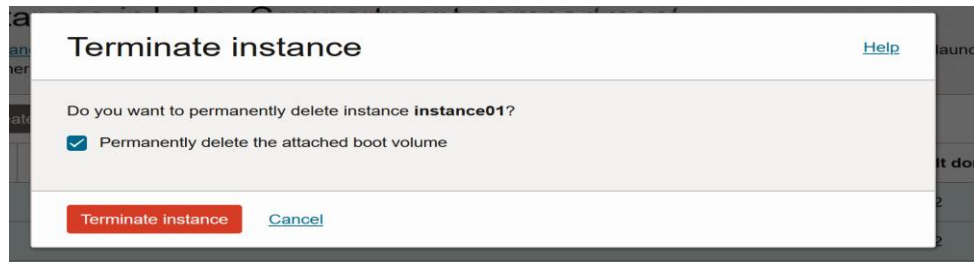 Terminate instance
Help
Do you want to permanently delete instance instance01?
Permanently delete the attached boot volume
Terminate instance
Cancel